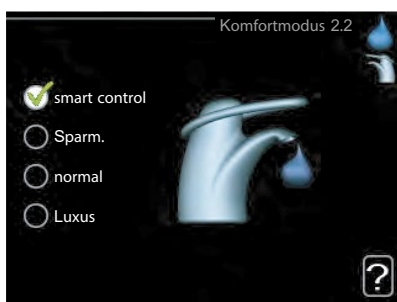 Komfortmodus 2.2
smart control
Sparm.
normal
Luxus
?